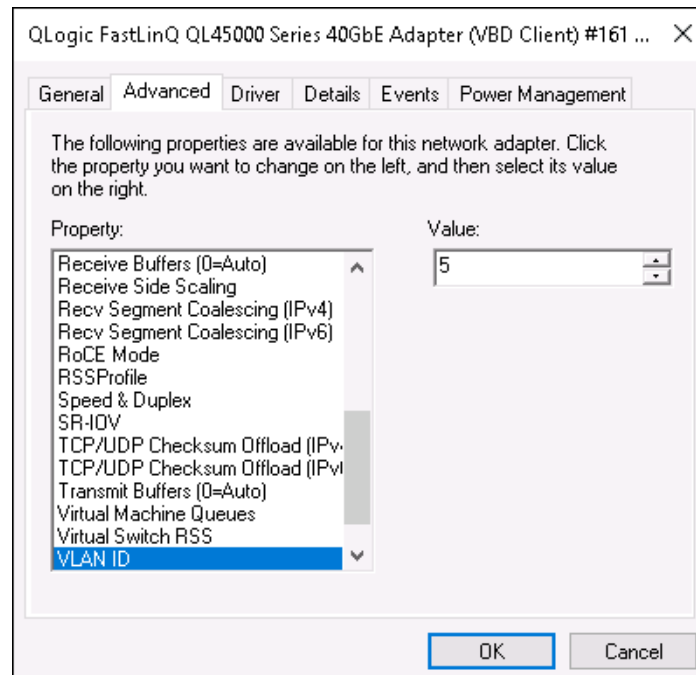 QLogic FastLinQ QL45000 Series 40GbE Adapter (VBD Client) #161 ...
General Advanced Driver Details Events Power Management
The following properties are available for this network adapter. Click
the property you want to change on the left, and then select its value
on the right.
Property:
Value:
Receive Buffers (0=Auto)
Receive Side Scaling
Recv Segment Coalescing (IPv4)
Recv Segment Coalescing (IPv6)
RoCE Mode
RSSProfile
Speed & Duplex
SR-IOV
TCP/UDP Checksum Offload (IPv
TCP/UDP Checksum Offload (IPv
Transmit Buffers (0=Auto)
Virtual Machine Queues
Virtual Switch RSS
VLAN ID
5
OK
Cancel